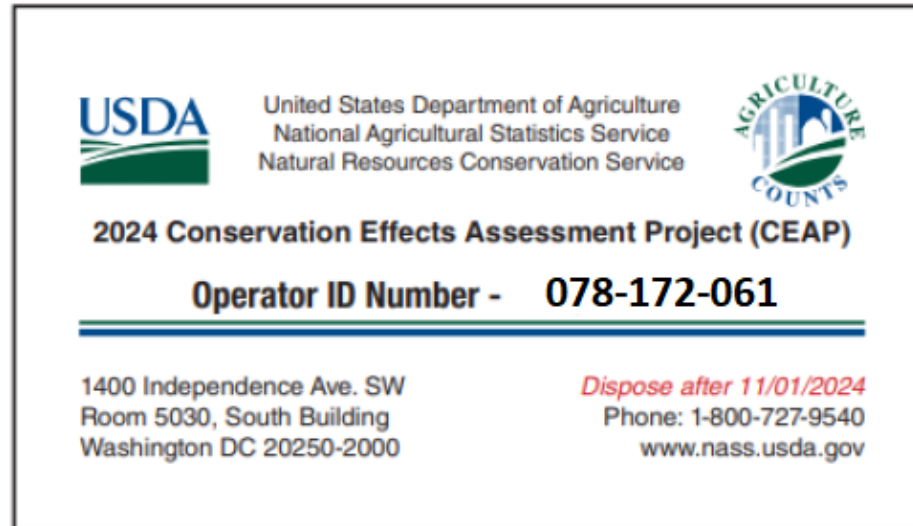 USDA
United States Department of Agriculture
National Agricultural Statistics Service
Natural Resources Conservation Service
AGRICULTURE
COUNTS
2024 Conservation Effects Assessment Project (CEAP)
Operator ID Number - 078-172-061
1400 Independence Ave. SW
Room 5030, South Building
Washington DC 20250-2000
Dispose after 11/01/2024
Phone: 1-800-727-9540
www.nass.usda.gov